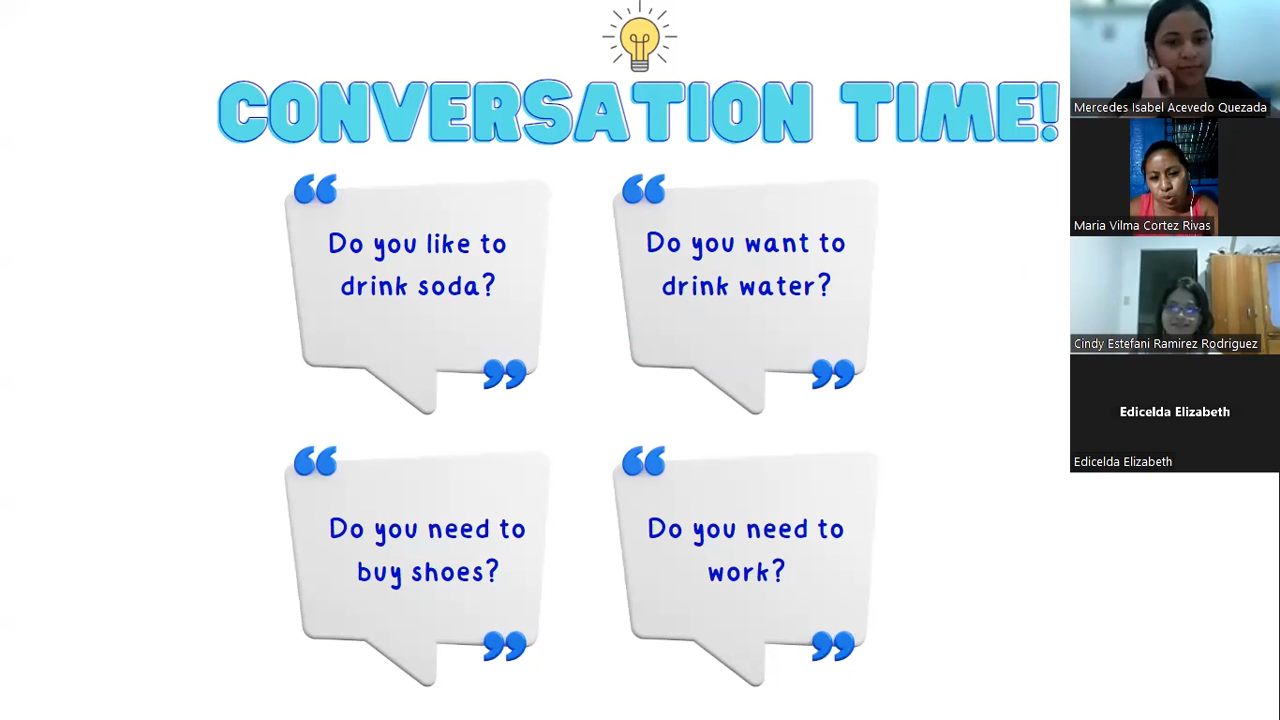 CONVERSATION TIME!
“
Do you like to
drink soda?
”
“
Do you want to
drink water?
”
“
Do you need to
buy shoes?
”
“
Do you need to
work?
”
Mercedes Isabel Acevedo Quezada
Maria Vilma Cortez Rivas
Cindy Estefani Ramirez Rodriguez
Edicelda Elizabeth
Edicelda Elizabeth